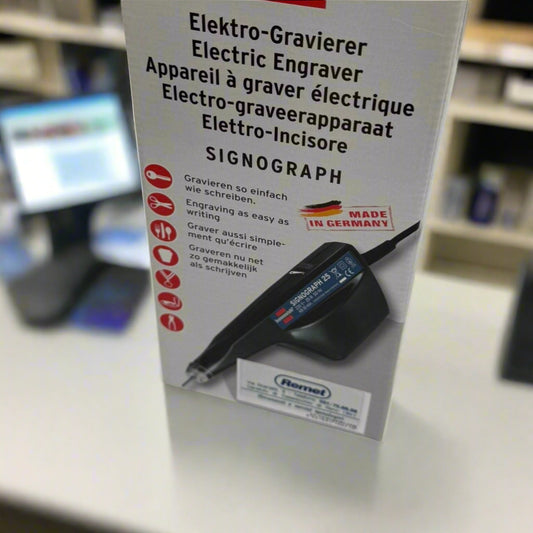 Elektro-Gravierer
Electric Engraver
Appareil à graver électrique
Electro-graveerapparaat
Elettro-Incisore
SIGNOGRAPH
Gravieren so einfach
wie schreiben.
Engraving as easy as
writing
Graver aussi simple-
ment qu'écrire
Graveren nu net
zo gemakkelijk
als schrijven
MADE
IN GERMANY
SIGNOGRAPH 25
Remet